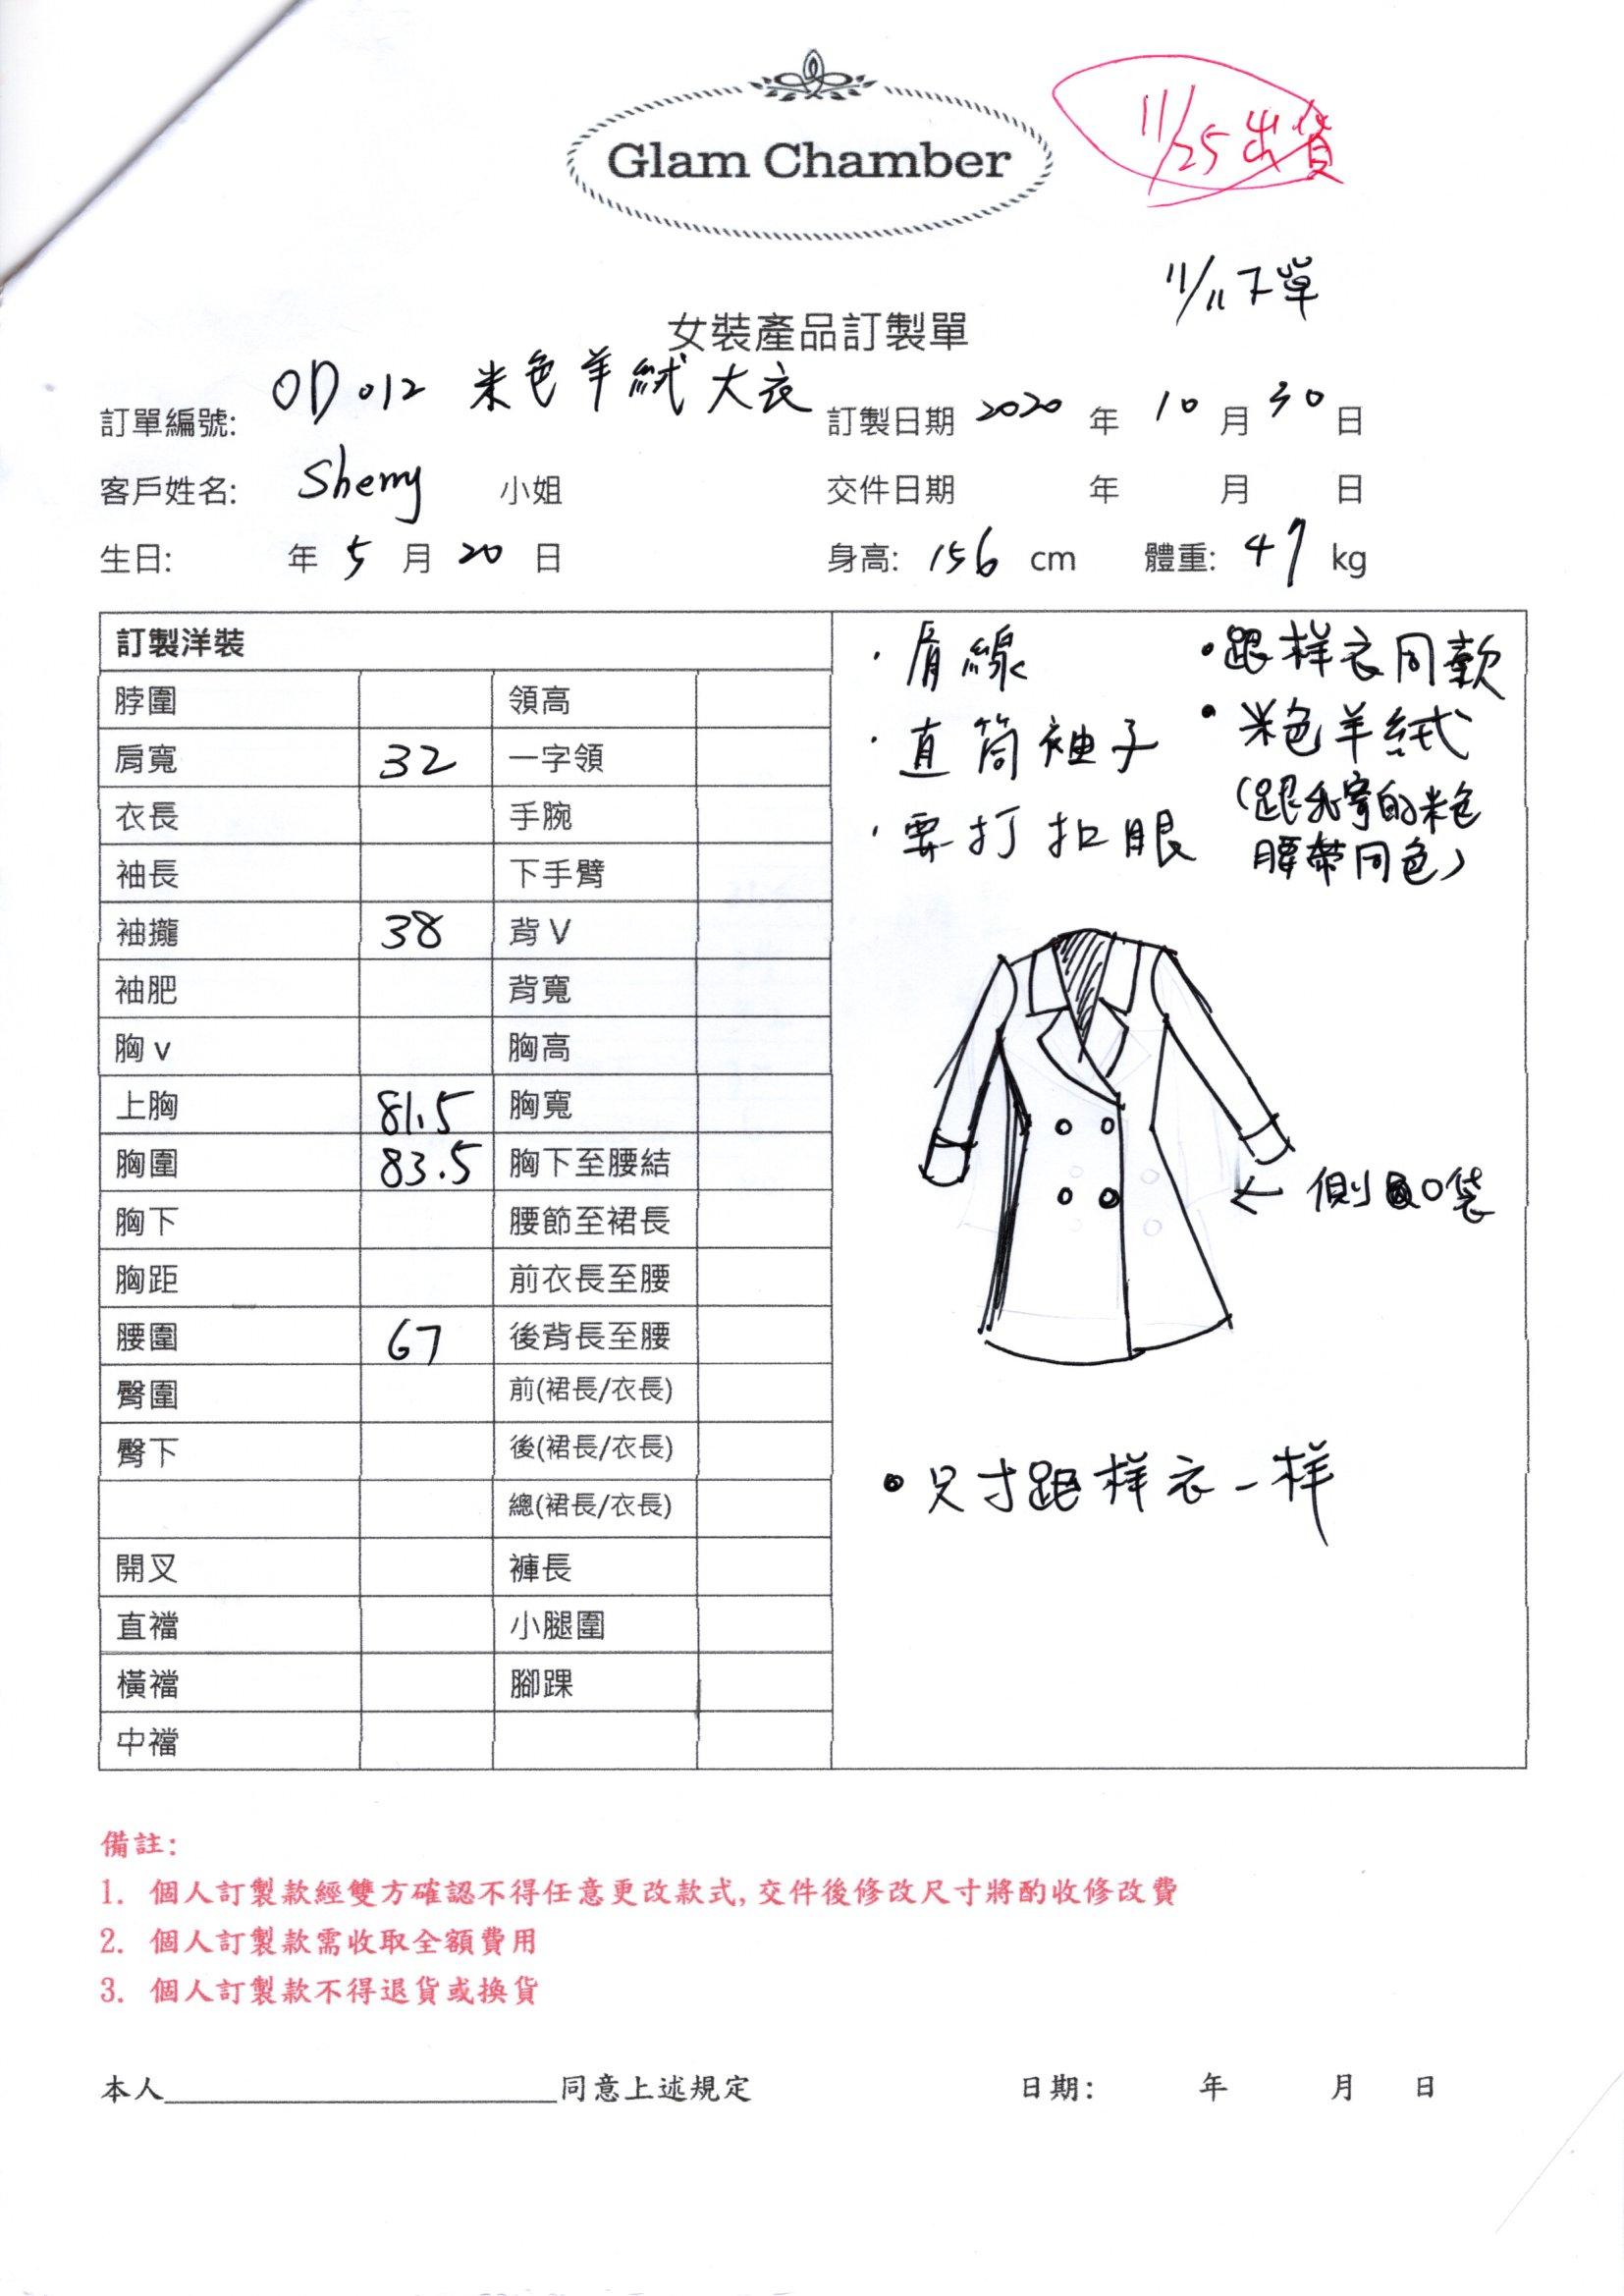 Glam Chamber
11/25出貨
11/11下單
女裝產品訂製單
訂單編號: OD012 米色羊絨大衣 訂製日期 2020 年 10 月 30 日
客戶姓名: Sherry 小姐 交件日期 年 月 日
生日: 年 5 月 20 日 身高: 156 cm 體重: 47 kg
訂製洋裝
脖圍 領高
肩寬 32 一字領
衣長 手腕
袖長 下手臂
袖攏 38 背 V
袖肥 背寬
胸 v 胸高
上胸 81.5 胸寬
胸圍 83.5 胸下至腰結
胸下 腰節至裙長
胸距 前衣長至腰
腰圍 67 後背長至腰
臀圍 前(裙長/衣長)
臀下 後(裙長/衣長)
總(裙長/衣長)
開叉 褲長
直襠 小腿圍
橫襠 腳踝
中襠
·肩線
·直筒袖子
·要打扣眼
•跟样衣同款
•米色羊絨
(跟我寄的米色
腰帶同色)
← 側 口袋
•尺寸跟样衣一样
備註:
1. 個人訂製款經雙方確認不得任意更改款式,交件後修改尺寸將酌收修改費
2. 個人訂製款需收取全額費用
3. 個人訂製款不得退貨或換貨
本人____________________同意上述規定 日期: 年 月 日